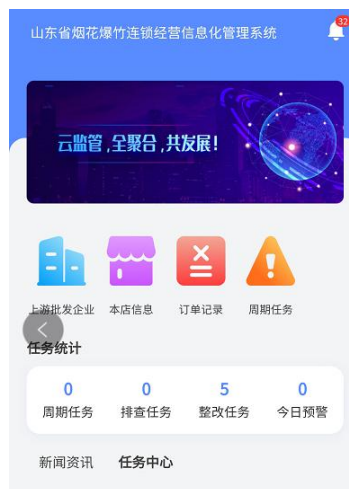 山东省烟花爆竹连锁经营信息化管理系统
32
云监管,全聚合,共发展!
上游批发企业 本店信息 订单记录 周期任务
任务统计
0 0 5 0
周期任务 排查任务 整改任务 今日预警
新闻资讯 任务中心